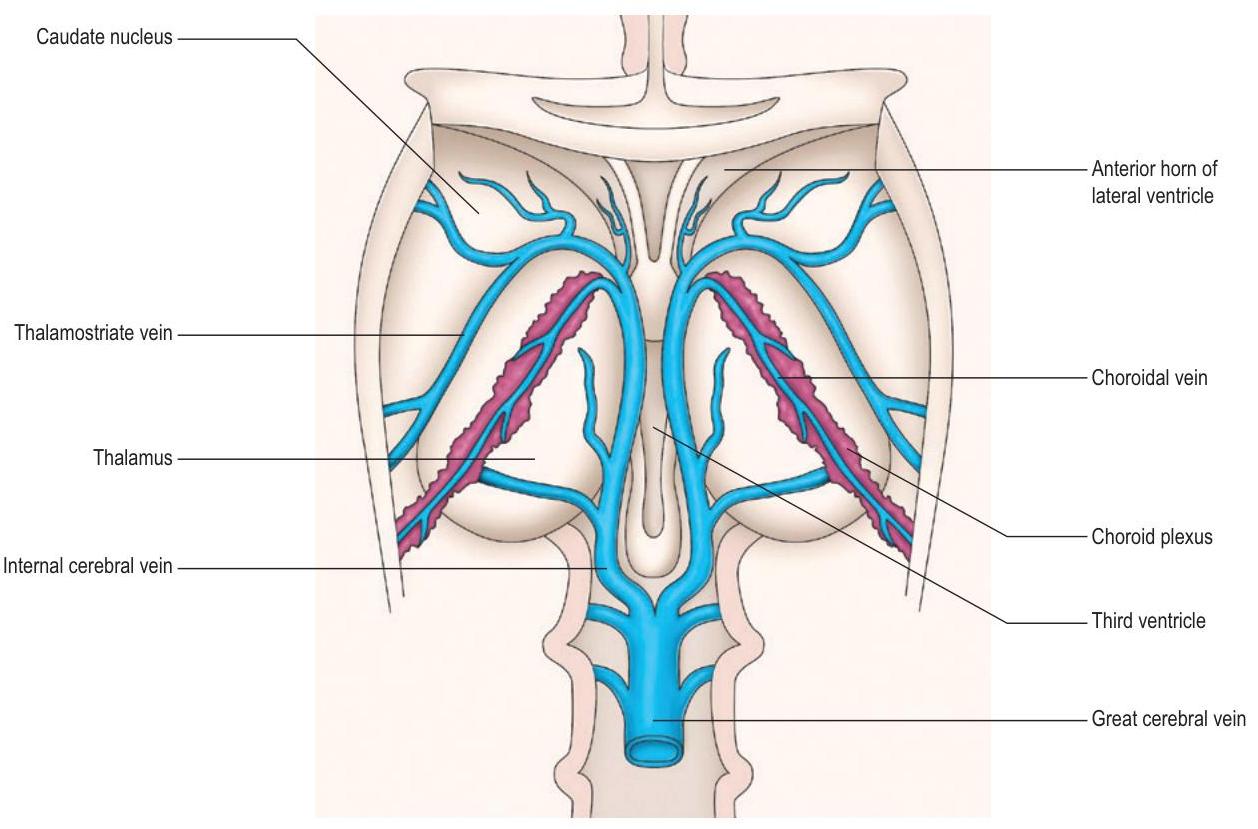 Caudate nucleus
Thalamostriate vein
Thalamus
Internal cerebral vein
Anterior horn of
lateral ventricle
Choroidal vein
Choroid plexus
Third ventricle
Great cerebral vein